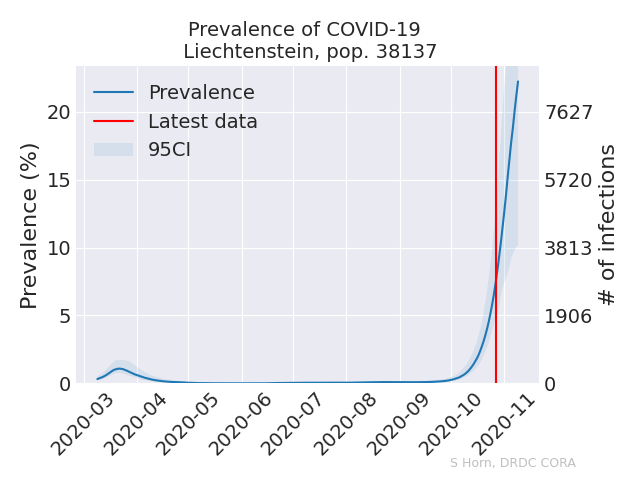 Prevalence of COVID-19
Liechtenstein, pop. 38137
Prevalence
Latest data
95CI
Prevalence (%)
20
15
10
5
0
7627
5720
3813
1906
0
# of infections
2020-03
2020-04
2020-05
2020-06
2020-07
2020-08
2020-09
2020-10
2020-11
S Horn, DRDC CORA